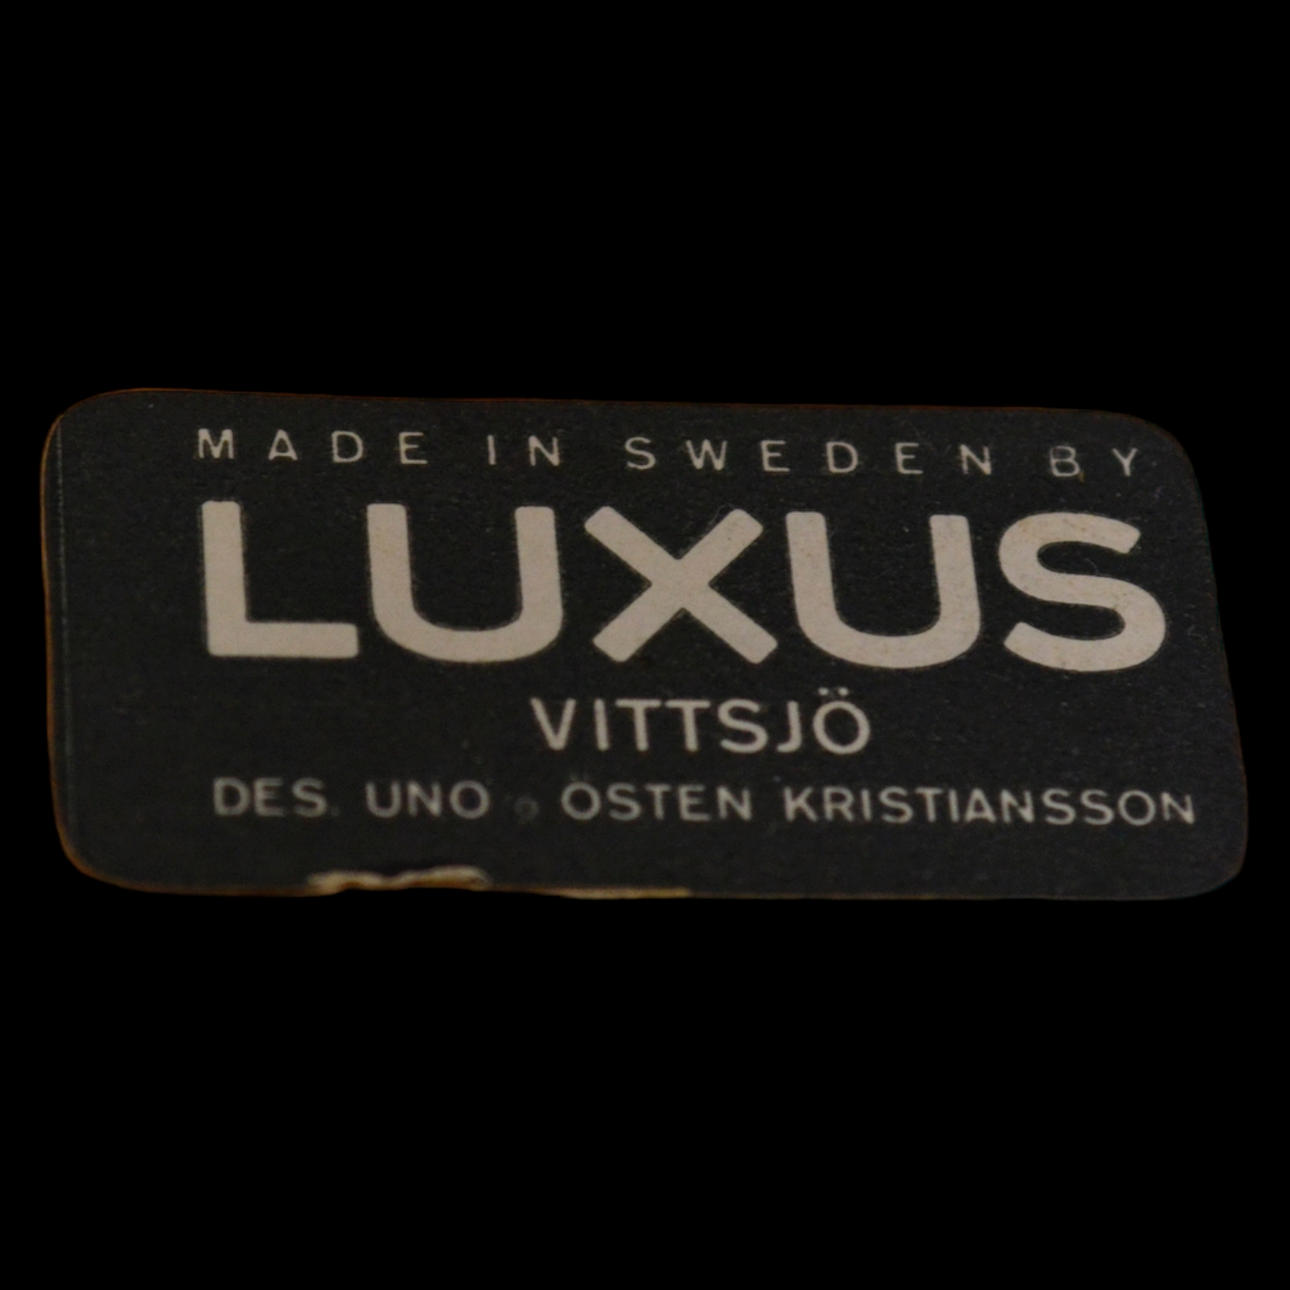 MADE IN SWEDEN BY
LUXUS
VITTSJÖ
DES. UNO ÖSTEN KRISTIANSSON